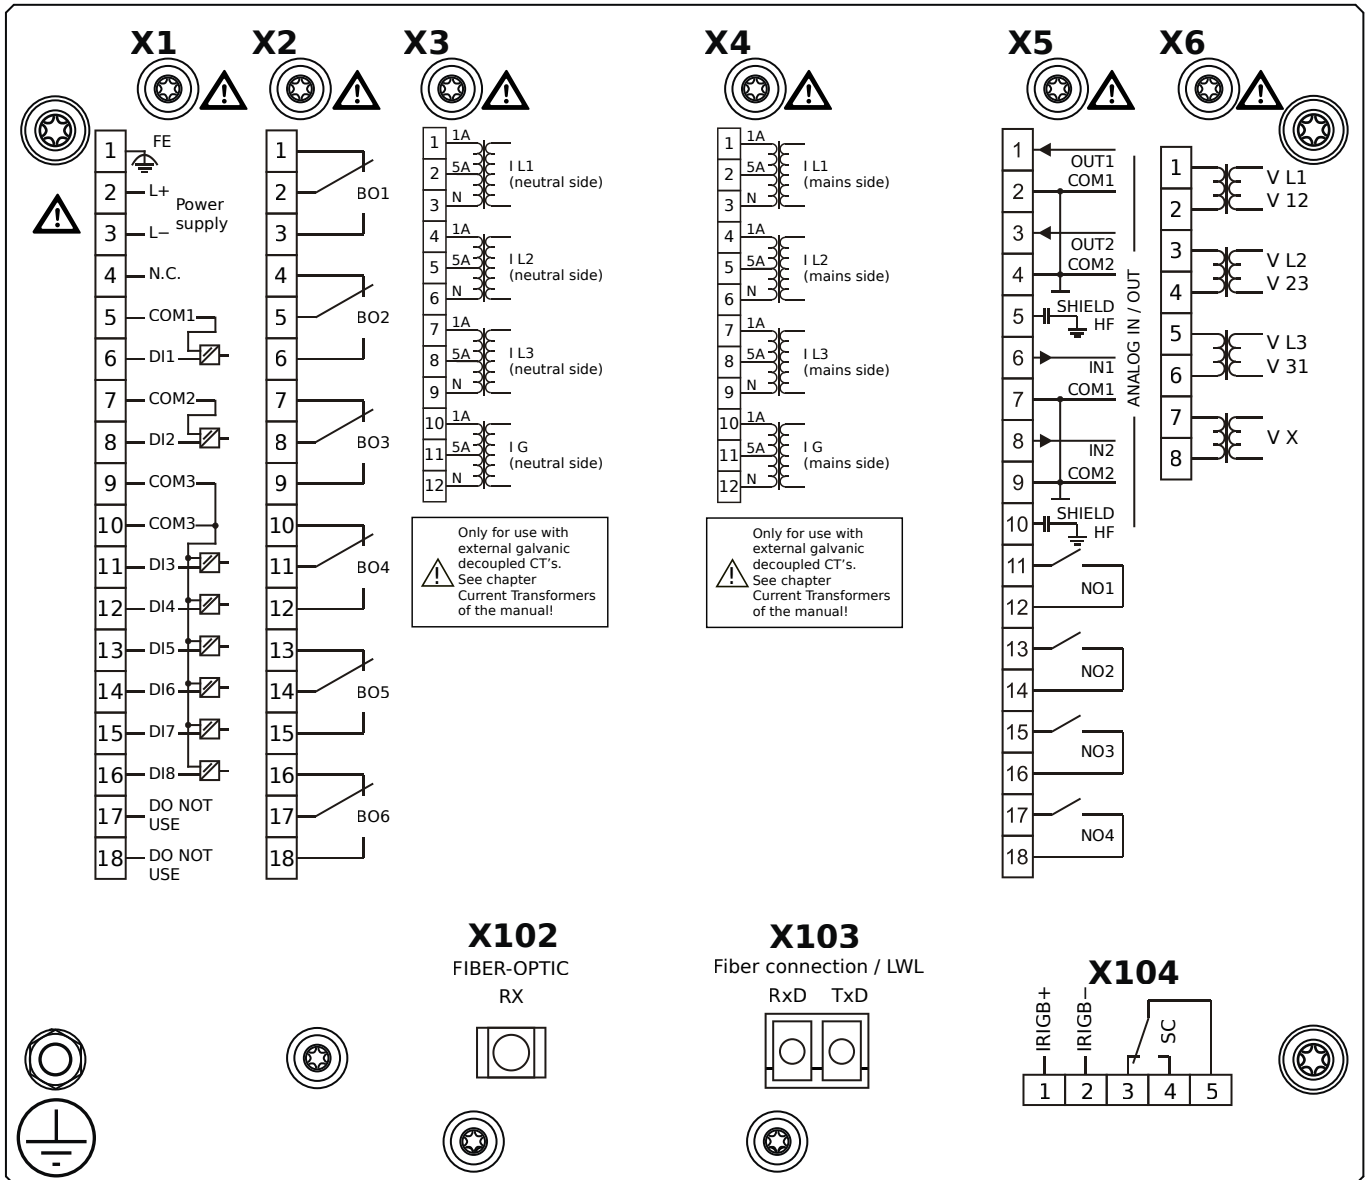 X1
X2
X3
X4
X5
X6
1 FE
2 L+
Power
supply
3 L−
4 N.C.
5 COM1
6 DI1
7 COM2
8 DI2
9 COM3
10 COM3
11 DI3
12 DI4
13 DI5
14 DI6
15 DI7
16 DI8
17 DO NOT
USE
18 DO NOT
USE
1
2 BO1
3
4
5 BO2
6
7
8 BO3
9
10
11 BO4
12
13
14 BO5
15
16
17 BO6
18
1 1A
2 5A I L1
(neutral side)
3 N
4 1A
5 5A I L2
(neutral side)
6 N
7 1A
8 5A I L3
(neutral side)
9 N
10 1A
11 5A I G
(neutral side)
12 N
Only for use with
external galvanic
decoupled CT's.
See chapter
Current Transformers
of the manual!
1 1A
2 5A I L1
(mains side)
3 N
4 1A
5 5A I L2
(mains side)
6 N
7 1A
8 5A I L3
(mains side)
9 N
10 1A
11 5A I G
(mains side)
12 N
Only for use with
external galvanic
decoupled CT's.
See chapter
Current Transformers
of the manual!
1 OUT1
2 COM1
3 OUT2
4 COM2
5 SHIELD
HF
6 IN1
7 COM1
8 IN2
9 COM2
10 SHIELD
HF
ANALOG IN / OUT
11
NO1
12
13
NO2
14
15
NO3
16
17
NO4
18
1 V L1
2 V 12
3 V L2
4 V 23
5 V L3
6 V 31
7 V X
8
X102
FIBER-OPTIC
RX
X103
Fiber connection / LWL
RxD TxD
X104
IRIGB+
IRIGB−
SC
1 2 3 4 5